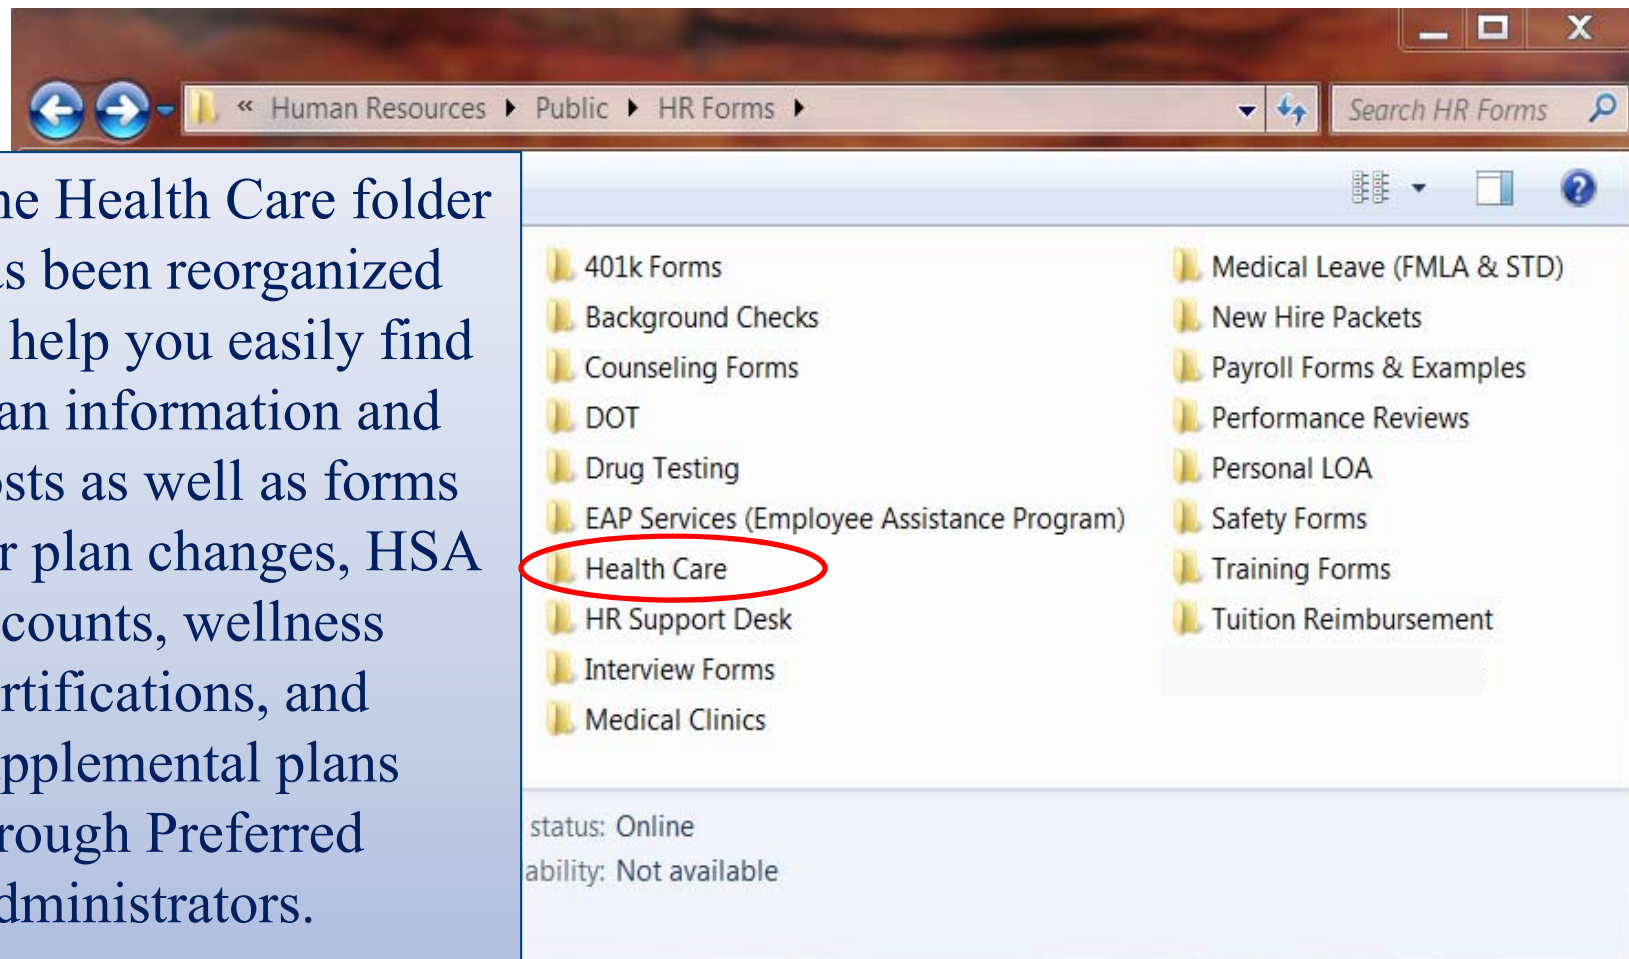 « Human Resources ▸ Public ▸ HR Forms ▸
Search HR Forms
ne Health Care folder
as been reorganized
help you easily find
an information and
osts as well as forms
r plan changes, HSA
counts, wellness
rtifications, and
pplemental plans
rough Preferred
dministrators.
401k Forms
Background Checks
Counseling Forms
DOT
Drug Testing
EAP Services (Employee Assistance Program)
Health Care
HR Support Desk
Interview Forms
Medical Clinics
Medical Leave (FMLA & STD)
New Hire Packets
Payroll Forms & Examples
Performance Reviews
Personal LOA
Safety Forms
Training Forms
Tuition Reimbursement
status: Online
ability: Not available